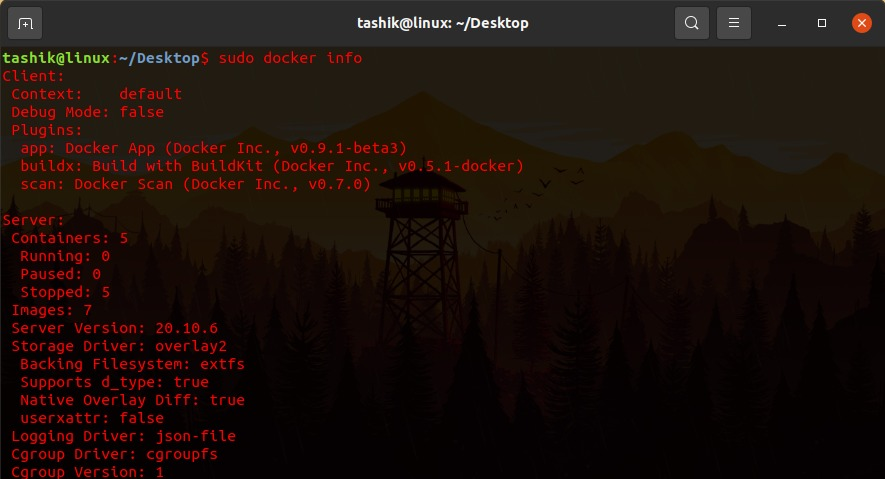 tashik@linux: ~/Desktop
tashik@linux:~/Desktop$ sudo docker info
Client:
 Context:    default
 Debug Mode: false
 Plugins:
  app: Docker App (Docker Inc., v0.9.1-beta3)
  buildx: Build with BuildKit (Docker Inc., v0.5.1-docker)
  scan: Docker Scan (Docker Inc., v0.7.0)

Server:
 Containers: 5
  Running: 0
  Paused: 0
  Stopped: 5
 Images: 7
 Server Version: 20.10.6
 Storage Driver: overlay2
  Backing Filesystem: extfs
  Supports d_type: true
  Native Overlay Diff: true
  userxattr: false
 Logging Driver: json-file
 Cgroup Driver: cgroupfs
 Cgroup Version: 1